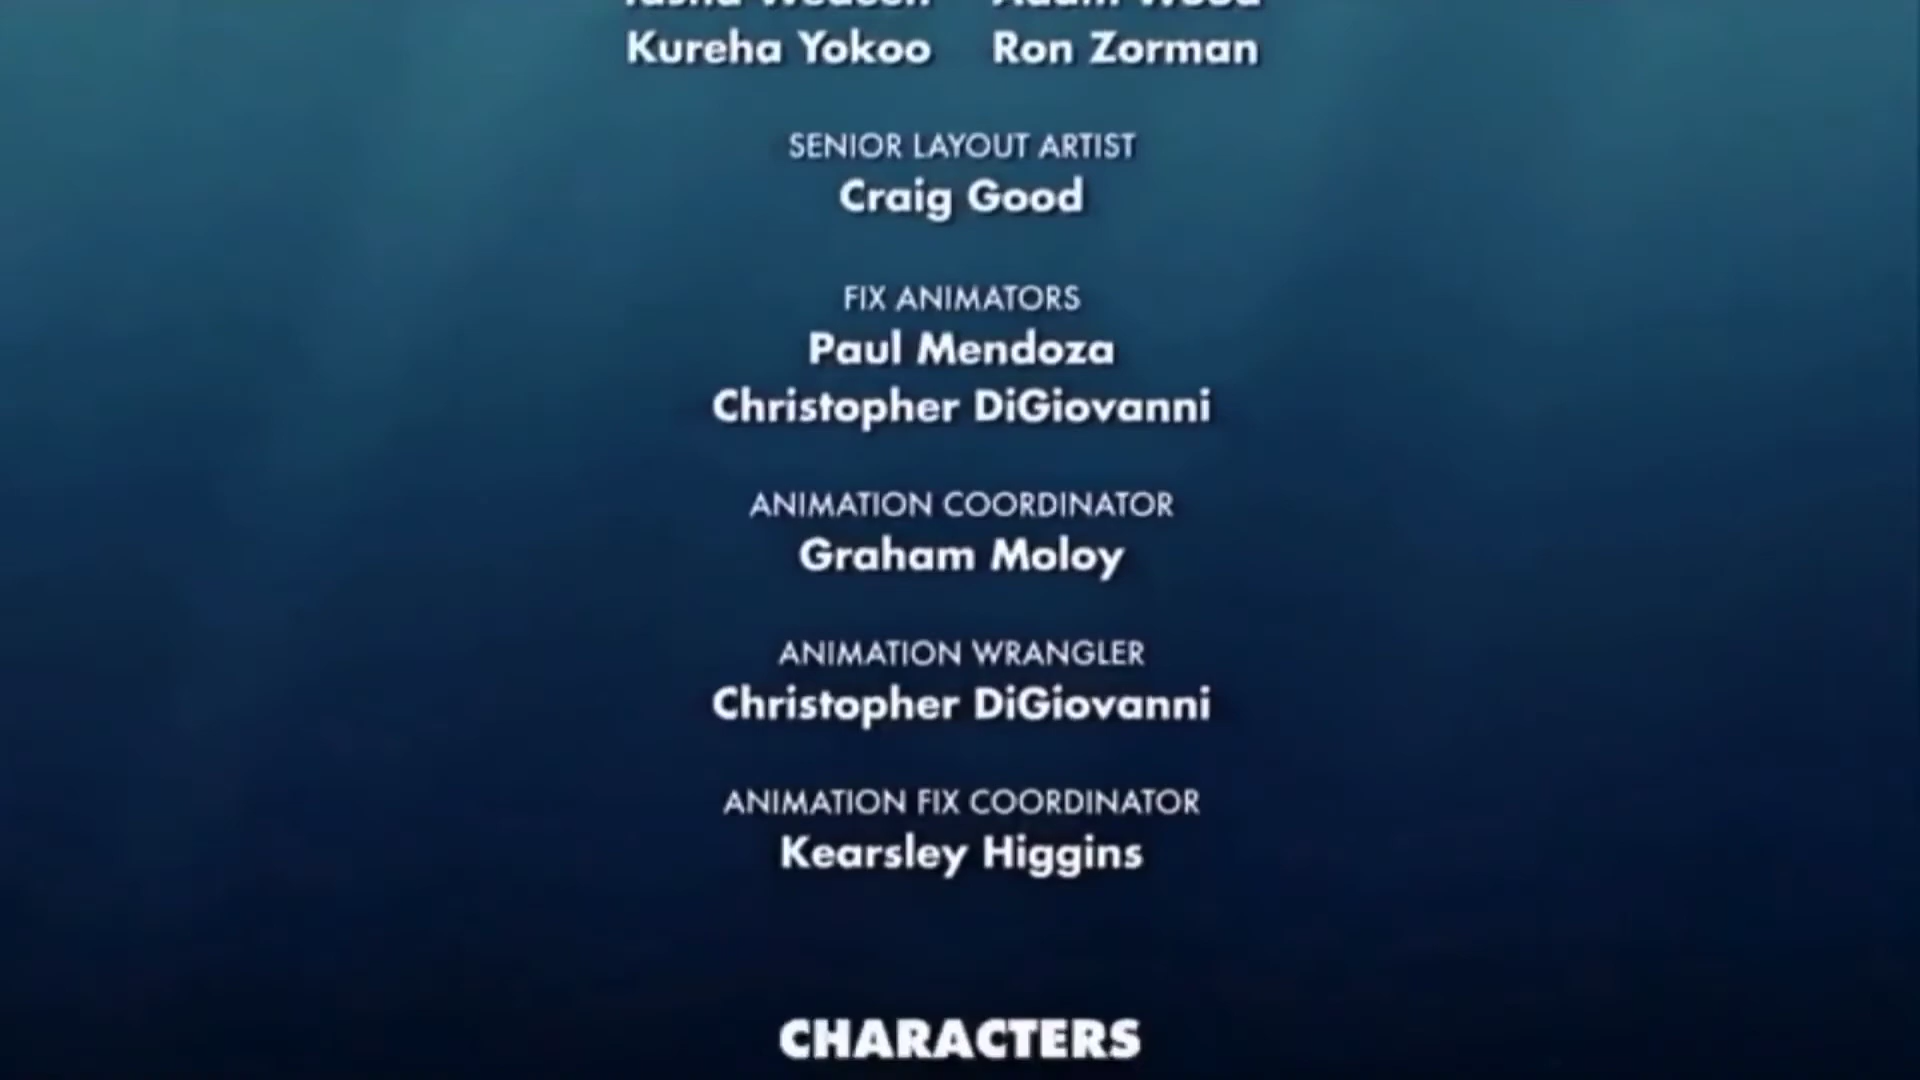 Kureha Yokoo Ron Zorman
SENIOR LAYOUT ARTIST
Craig Good
FIX ANIMATORS
Paul Mendoza
Christopher DiGiovanni
ANIMATION COORDINATOR
Graham Moloy
ANIMATION WRANGLER
Christopher DiGiovanni
ANIMATION FIX COORDINATOR
Kearsley Higgins
CHARACTERS